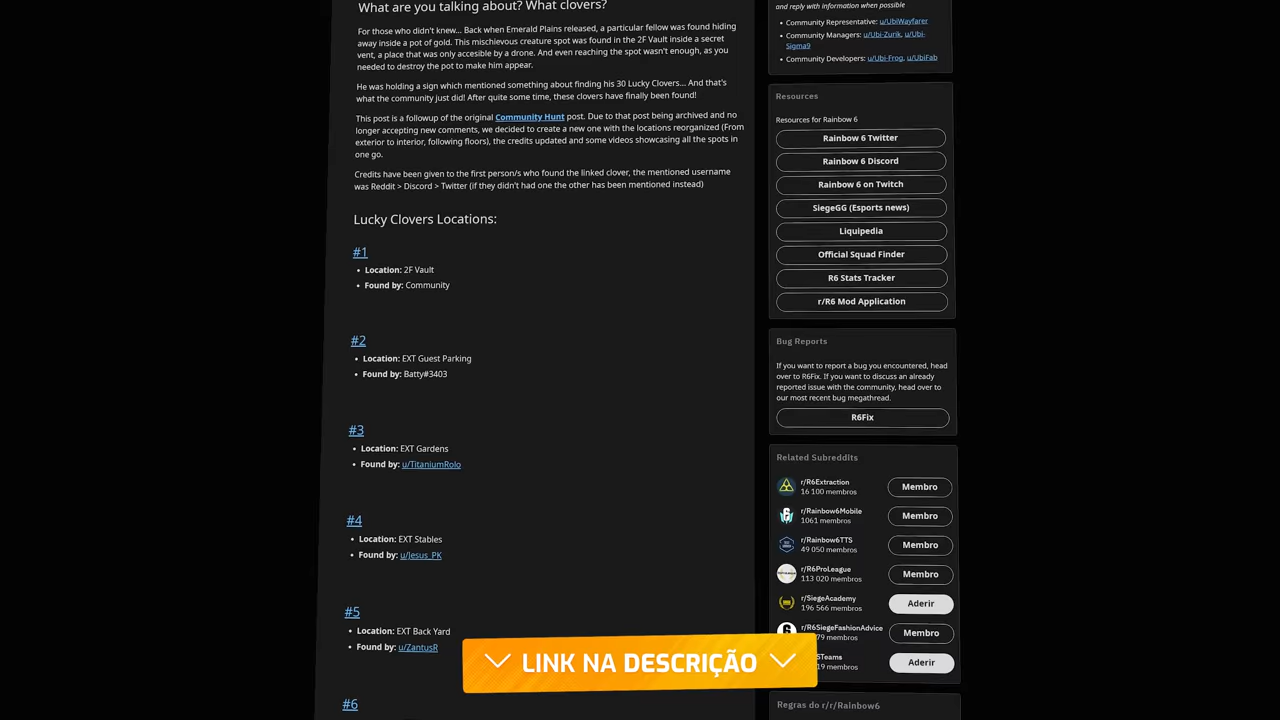 What are you talking about? What clovers?
For those who didn't knew... Back when Emerald Plains released, a particular fellow was found hiding
away inside a pot of gold. This mischievous creature spot was found in the 2F Vault inside a secret
vent, a place that was only accesible by a drone. And even reaching the spot wasn't enough, as you
needed to destroy the pot to make him appear.
He was holding a sign which mentioned something about finding his 30 Lucky Clovers... And that's
what the community just did! After quite some time, these clovers have finally been found!
This post is a followup of the original Community Hunt post. Due to that post being archived and no
longer accepting new comments, we decided to create a new one with the locations reorganized (From
exterior to interior, following floors), the credits updated and some videos showcasing all the spots in
one go.
Credits have been given to the first person/s who found the linked clover, the mentioned username
was Reddit > Discord > Twitter (if they didn't had one the other has been mentioned instead)
Lucky Clovers Locations:
#1
• Location: 2F Vault
• Found by: Community
#2
• Location: EXT Guest Parking
• Found by: Batty#3403
#3
• Location: EXT Gardens
• Found by: u/TitaniumRolo
#4
• Location: EXT Stables
• Found by: u/Jesus_PK
#5
• Location: EXT Back Yard
• Found by: u/ZantusR
#6
and reply with information when possible
• Community Representative: u/UbiWayfarer
• Community Managers: u/Ubi-Zurik, u/Ubi-
Sigma9
• Community Developers: u/Ubi-Frog, u/UbiFab
Resources
Resources for Rainbow 6
Rainbow 6 Twitter
Rainbow 6 Discord
Rainbow 6 on Twitch
SiegeGG (Esports news)
Liquipedia
Official Squad Finder
R6 Stats Tracker
r/R6 Mod Application
Bug Reports
If you want to report a bug you encountered, head
over to R6Fix. If you want to discuss an already
reported issue with the community, head over to
our most recent bug megathread.
R6Fix
Related Subreddits
r/R6Extraction
16 100 membros
Membro
r/Rainbow6Mobile
1061 membros
Membro
r/Rainbow6TTS
49 050 membros
Membro
r/R6ProLeague
113 020 membros
Membro
r/SiegeAcademy
196 566 membros
Aderir
r/R6SiegeFashionAdvice
79 membros
Membro
Teams
19 membros
Aderir
Regras do r/r/Rainbow6
LINK NA DESCRIÇÃO